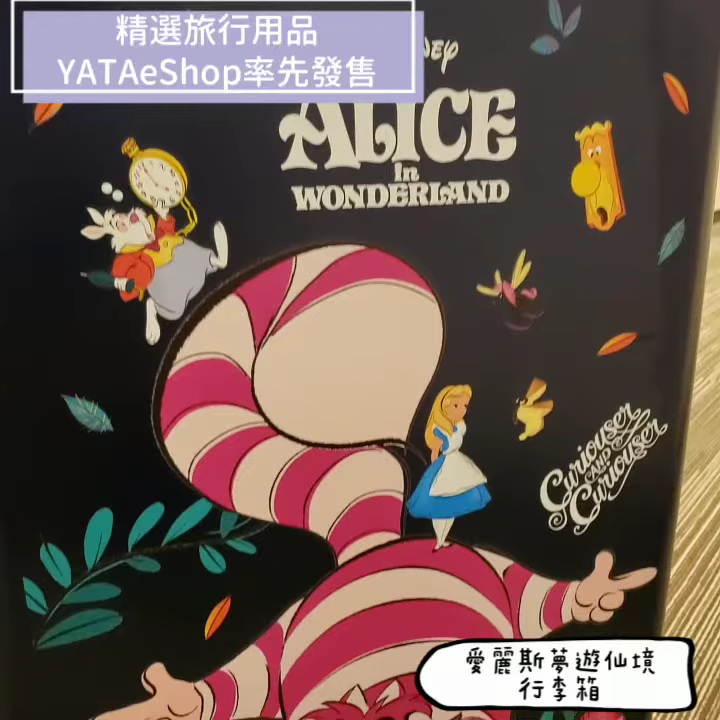 精選旅行用品
YATAeShop率先發售
ALICE
In
WONDERLAND
Curiouser
AND
Curiouser
愛麗斯夢遊仙境
行李箱